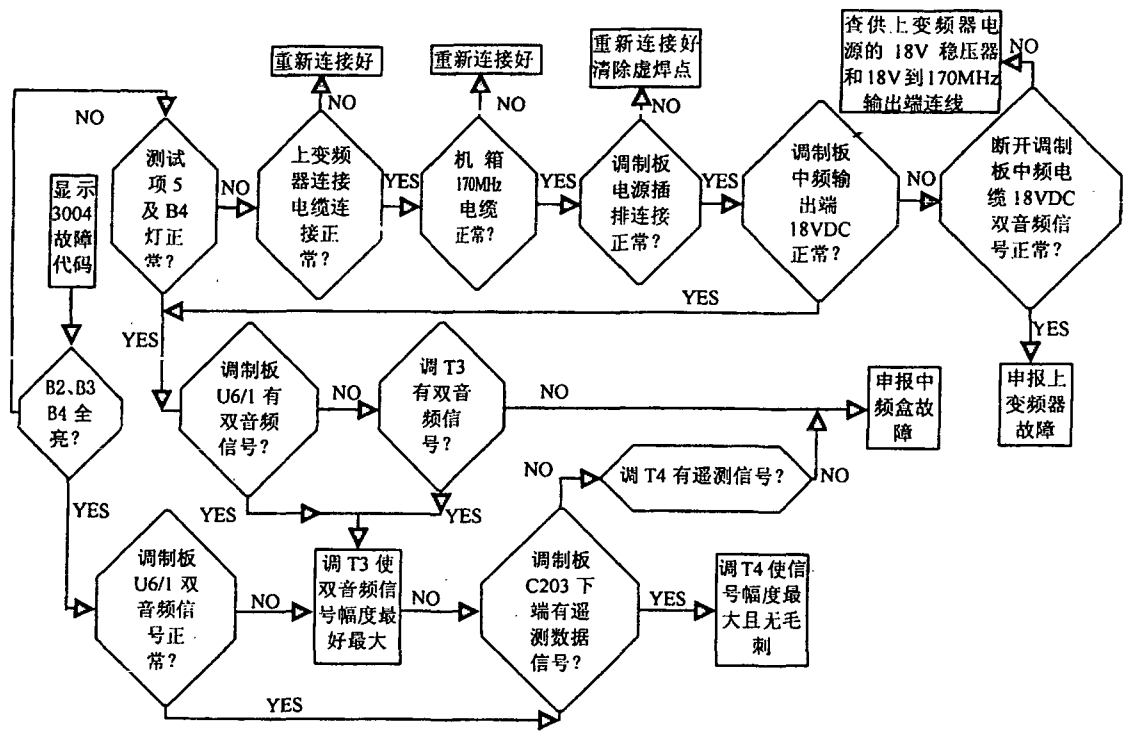 重新连接好
重新连接好
重新连接好
清除虚焊点
查供上变频器电
源的 18V 稳压器
和18V到170MHz
输出端连线
NO
NO
NO
NO
NO
显示
3004
故障
代码
测试
项 5
及 B4
灯正
常?
NO
上变频
器连接
电缆连
接正
常?
YES
机 箱
170MHz
电缆
正常?
YES
调制板
电源插
排连接
正常?
YES
调制板
中频输
出端
18VDC
正常?
NO
断开调制
板中频电
缆 18VDC
双音频信
号正常?
YES
YES
YES
B2、B3
B4 全
亮?
调制板
U6/1 有
双音频
信号?
NO
调 T3
有双音
频信
号?
NO
申报中
频盒故
障
申报上
变频器
故障
NO
调 T4 有遥测信号?
NO
YES
YES
YES
调制板
U6/1 双
音频信
号正
常?
NO
调 T3 使
双音频信
号幅度最
好最大
NO
调制板
C203 下
端有遥
测数据
信号?
YES
调T4使信
号幅度最
大且无毛
刺
YES